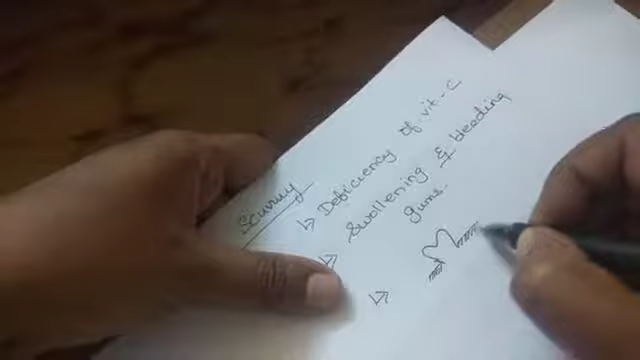 Scurvy
↳ Deficiency of vit-C
↳ Swollening & bleeding
gums.
↳